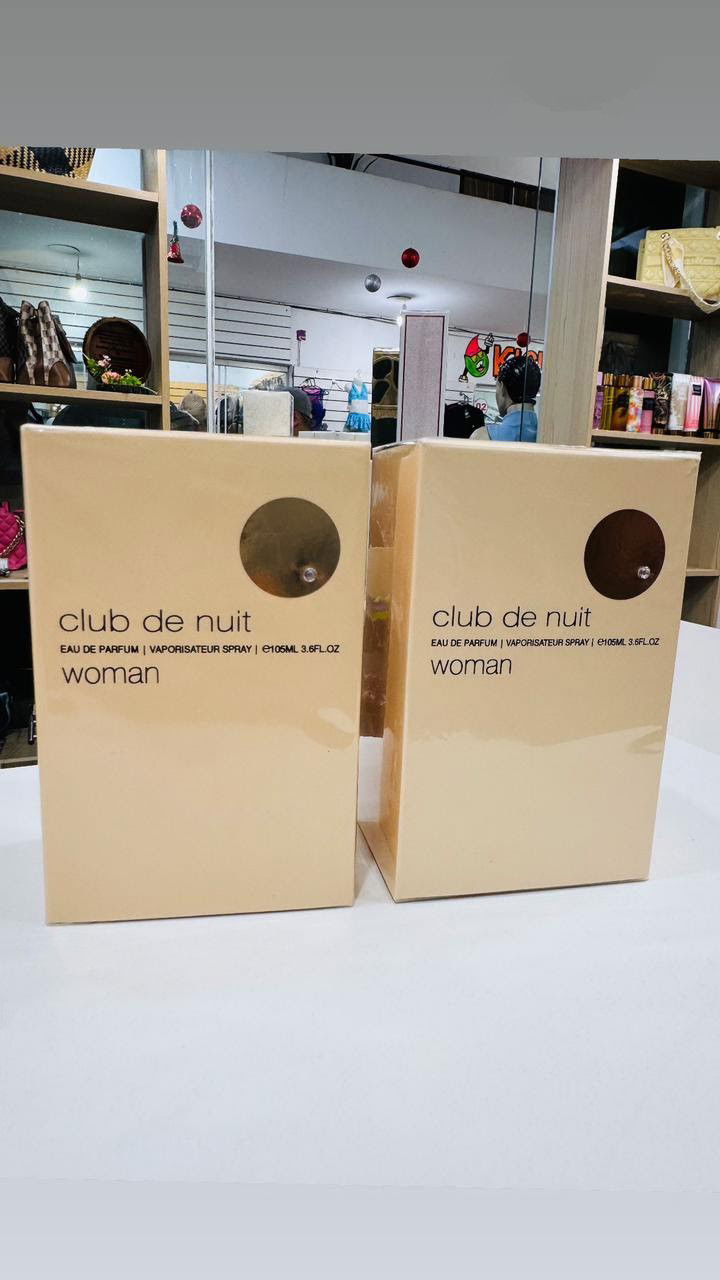 club de nuit
EAU DE PARFUM | VAPORISATEUR SPRAY | ℮105ML 3.6FL.OZ
woman
club de nuit
EAU DE PARFUM | VAPORISATEUR SPRAY | ℮105ML 3.6FL.OZ
woman